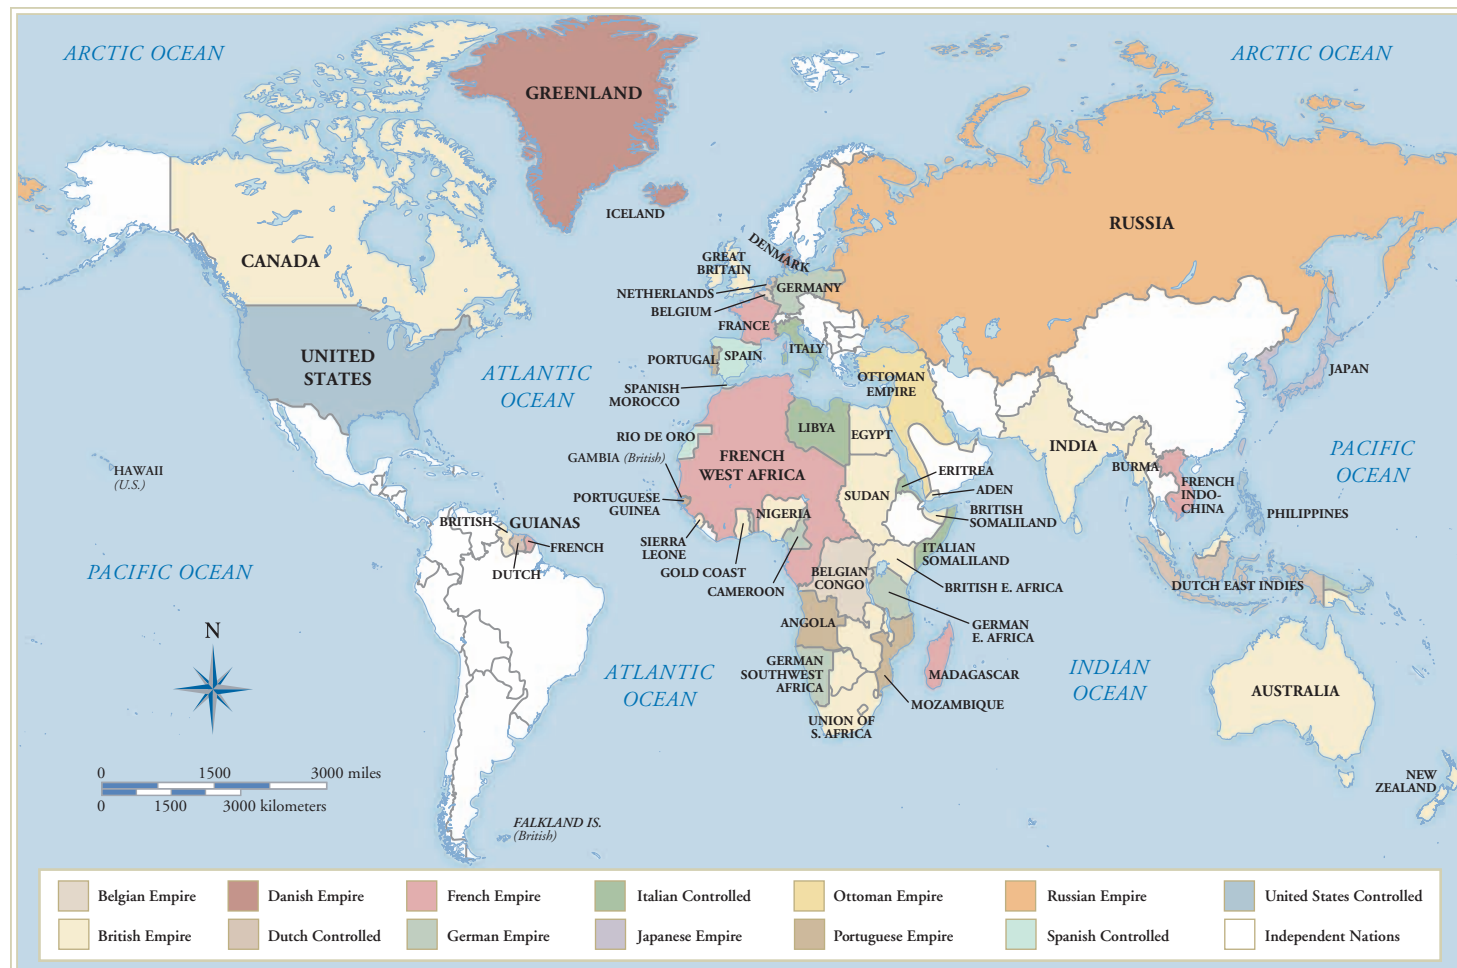 ARCTIC OCEAN
ARCTIC OCEAN
GREENLAND
ICELAND
RUSSIA
CANADA
DENMARK
GREAT
BRITAIN
NETHERLANDS
GERMANY
BELGIUM
FRANCE
UNITED
STATES
PORTUGAL
SPAIN
ITALY
ATLANTIC
OCEAN
SPANISH
MOROCCO
OTTOMAN
EMPIRE
JAPAN
RIO DE ORO
LIBYA
EGYPT
INDIA
PACIFIC
OCEAN
HAWAII
(U.S.)
GAMBIA (British)
FRENCH
WEST AFRICA
ERITREA
BURMA
FRENCH
INDO-
CHINA
PORTUGUESE
GUINEA
SUDAN
ADEN
BRITISH
SOMALILAND
PHILIPPINES
BRITISH
GUIANAS
NIGERIA
SIERRA
LEONE
FRENCH
DUTCH
GOLD COAST
ITALIAN
SOMALILAND
PACIFIC OCEAN
CAMEROON
BELGIAN
CONGO
BRITISH E. AFRICA
DUTCH EAST INDIES
ANGOLA
GERMAN
E. AFRICA
N
ATLANTIC
OCEAN
GERMAN
SOUTHWEST
AFRICA
MADAGASCAR
INDIAN
OCEAN
AUSTRALIA
MOZAMBIQUE
UNION OF
S. AFRICA
0 1500 3000 miles
0 1500 3000 kilometers
NEW
ZEALAND
FALKLAND IS.
(British)
Belgian Empire
Danish Empire
French Empire
Italian Controlled
Ottoman Empire
Russian Empire
United States Controlled
British Empire
Dutch Controlled
German Empire
Japanese Empire
Portuguese Empire
Spanish Controlled
Independent Nations